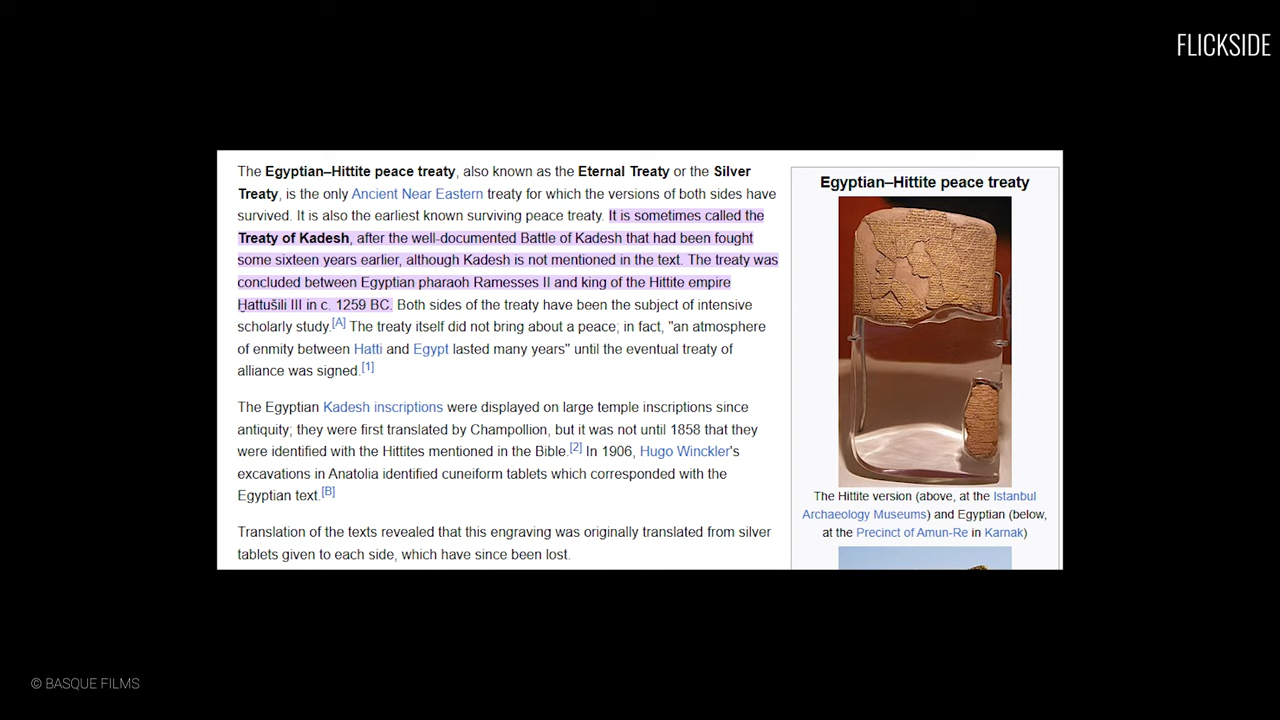 FLICKSIDE
The Egyptian–Hittite peace treaty, also known as the Eternal Treaty or the Silver
Treaty, is the only Ancient Near Eastern treaty for which the versions of both sides have
survived. It is also the earliest known surviving peace treaty. It is sometimes called the
Treaty of Kadesh, after the well-documented Battle of Kadesh that had been fought
some sixteen years earlier, although Kadesh is not mentioned in the text. The treaty was
concluded between Egyptian pharaoh Ramesses II and king of the Hittite empire
Ḫattušili III in c. 1259 BC. Both sides of the treaty have been the subject of intensive
scholarly study.[A] The treaty itself did not bring about a peace; in fact, "an atmosphere
of enmity between Hatti and Egypt lasted many years" until the eventual treaty of
alliance was signed.[1]
The Egyptian Kadesh inscriptions were displayed on large temple inscriptions since
antiquity; they were first translated by Champollion, but it was not until 1858 that they
were identified with the Hittites mentioned in the Bible.[2] In 1906, Hugo Winckler's
excavations in Anatolia identified cuneiform tablets which corresponded with the
Egyptian text.[B]
Translation of the texts revealed that this engraving was originally translated from silver
tablets given to each side, which have since been lost.
Egyptian–Hittite peace treaty
The Hittite version (above, at the Istanbul
Archaeology Museums) and Egyptian (below,
at the Precinct of Amun-Re in Karnak)
© BASQUE FILMS